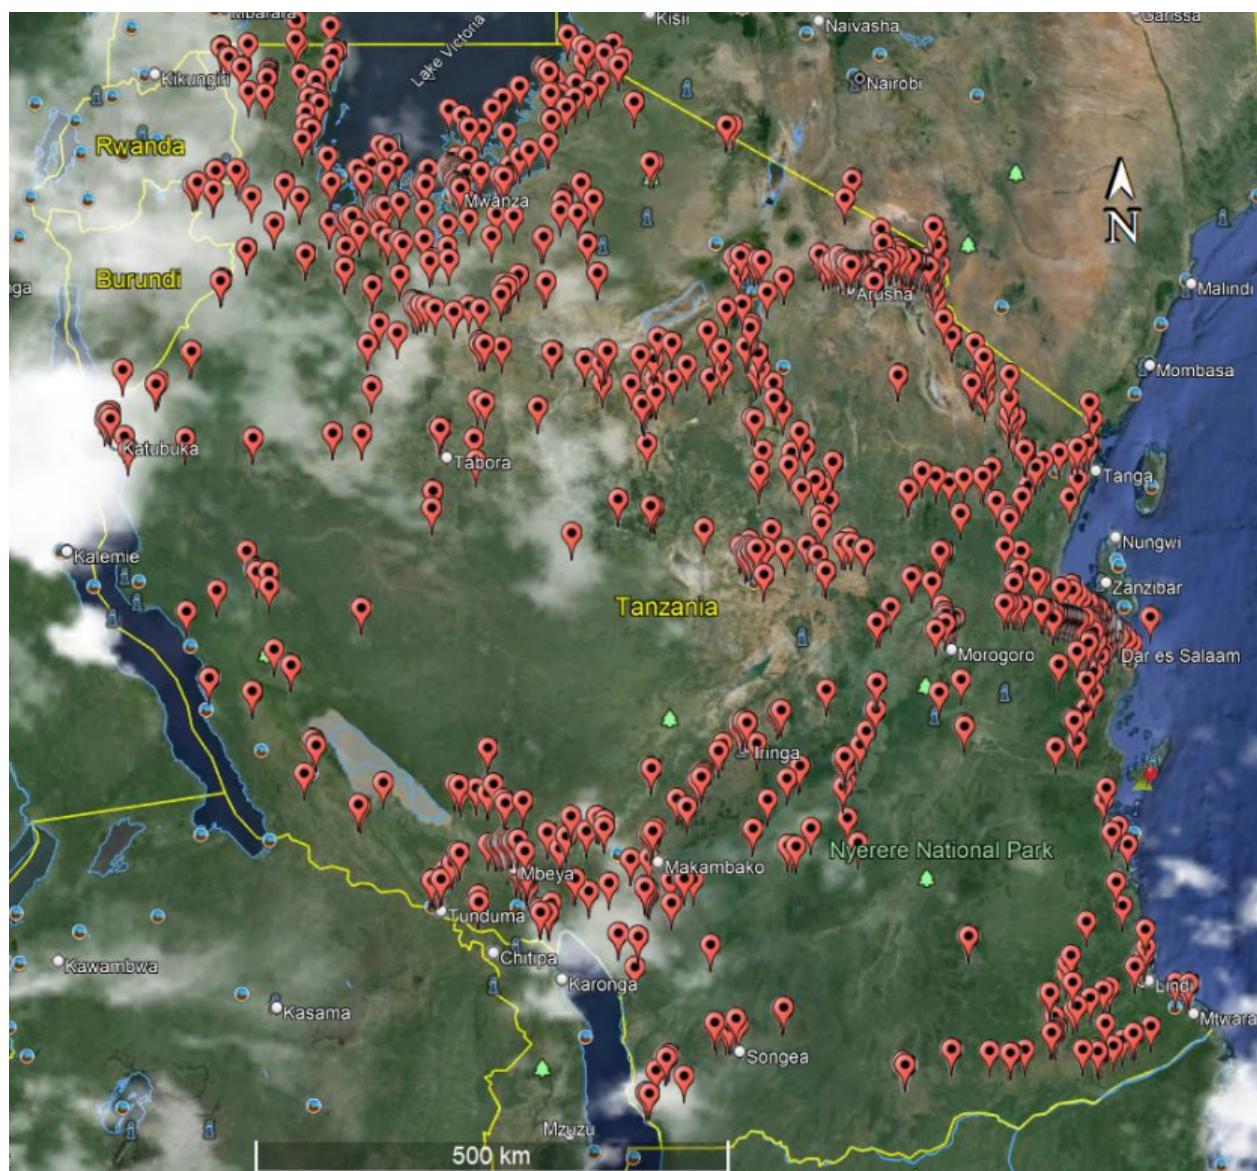 Mbarara
Kisii
Naivasha
Garissa
Kikungiri
Lake Victoria
Nairobi
Rwanda
N
Mwanza
Burundi
ga
Arusha
Malindi
Mombasa
Katubuka
Tabora
Tanga
Kalemie
Nungwi
Zanzibar
Tanzania
Morogoro
Dar es Salaam
Iringa
Mbeya
Makambako
Nyerere National Park
Tunduma
Chitipa
Kawambwa
Karonga
Lindi
Kasama
Mtwara
Songea
Mzuzu
500 km